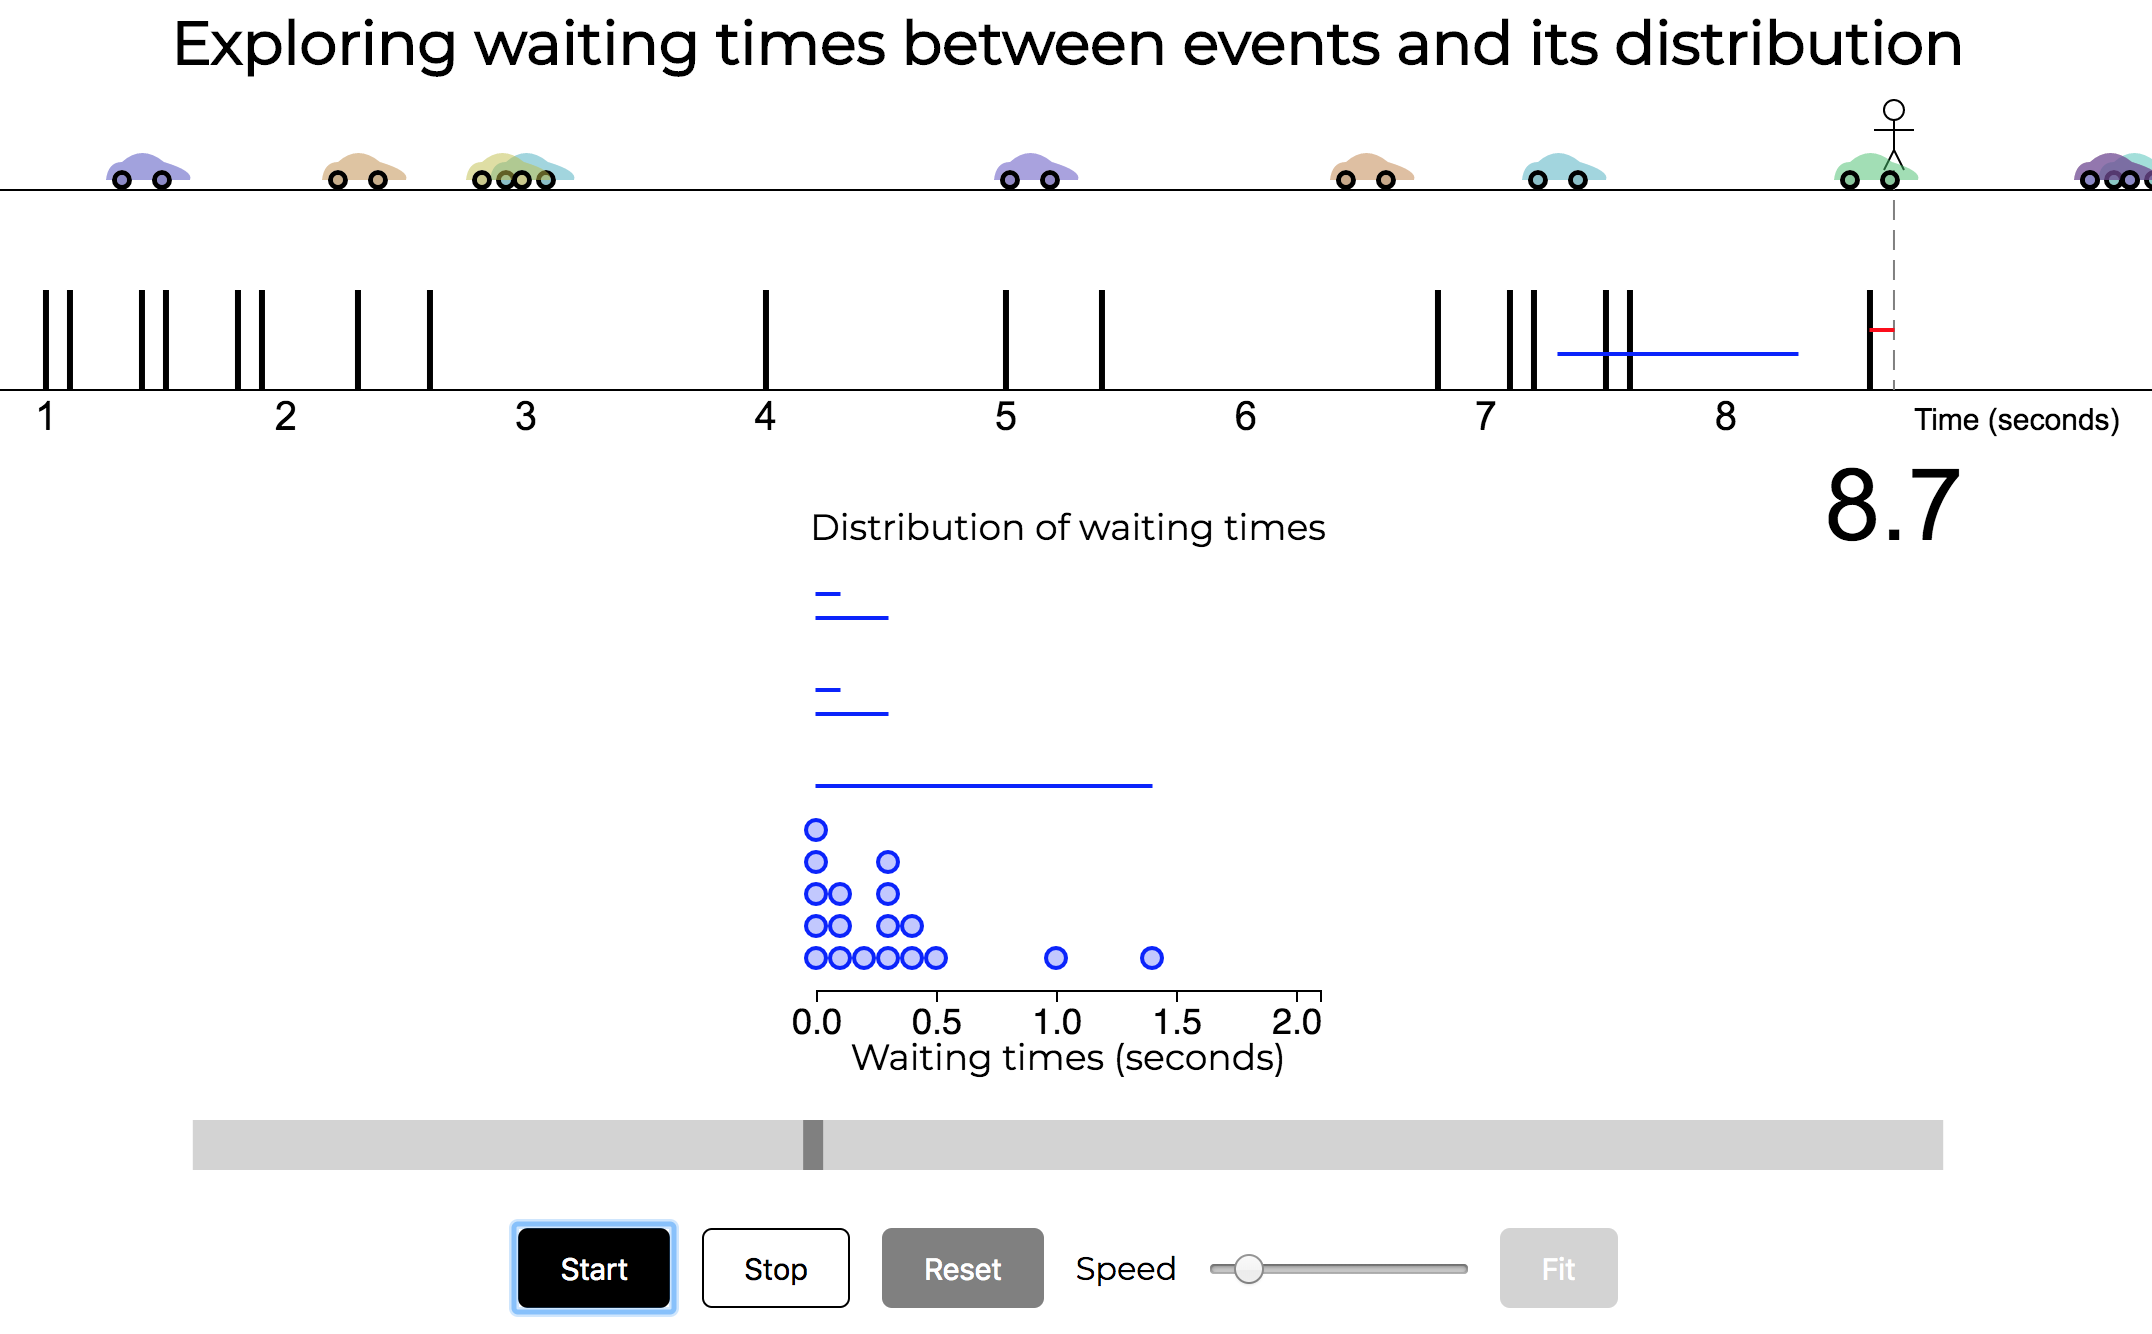 Exploring waiting times between events and its distribution
1 2 3 4 5 6 7 8 Time (seconds)
8.7
Distribution of waiting times
0.0 0.5 1.0 1.5 2.0
Waiting times (seconds)
Start Stop Reset Speed Fit